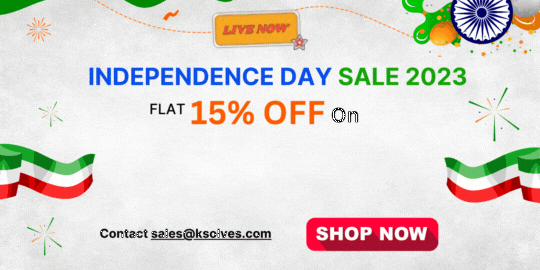 LIVE NOW
INDEPENDENCE DAY SALE 2023
FLAT 15% OFF On
Contact sales@ksolves.com
SHOP NOW